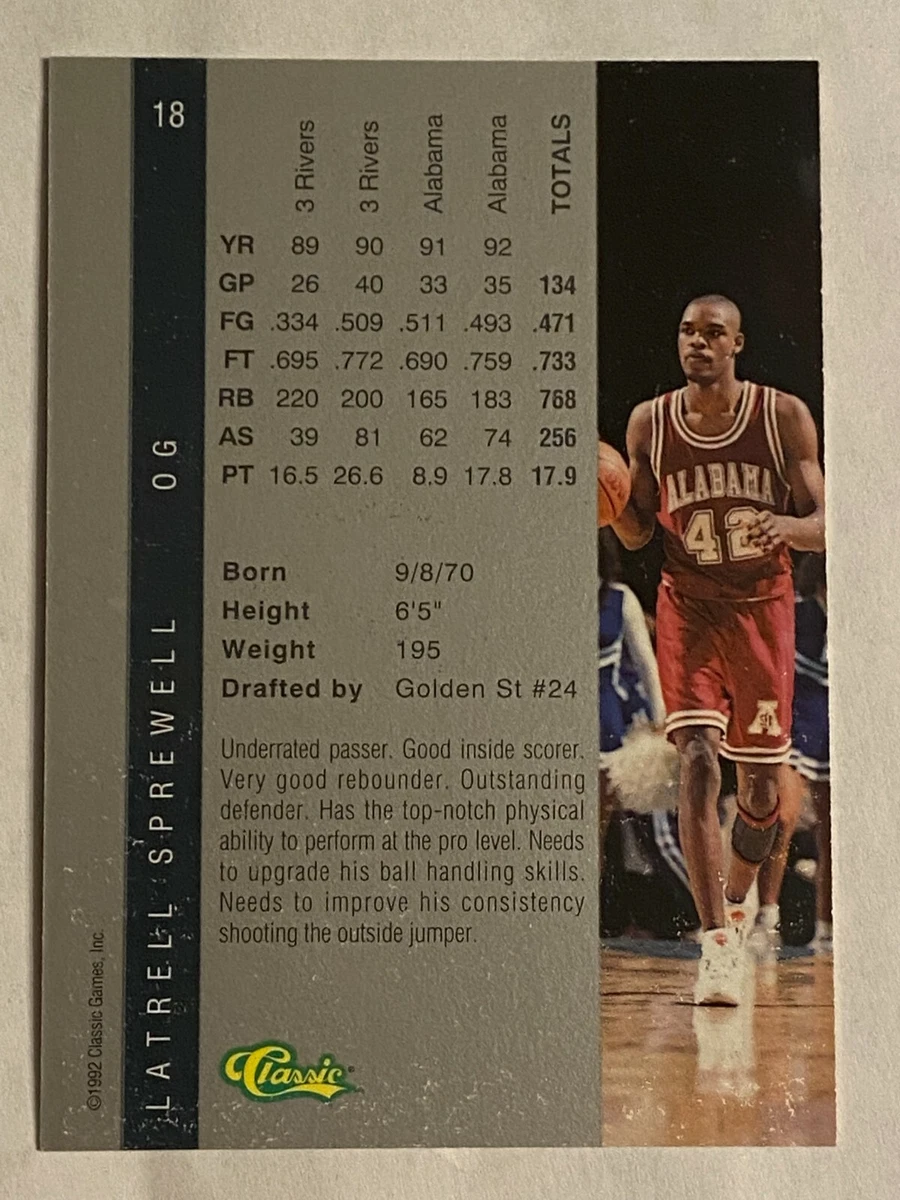 18
3 Rivers 3 Rivers Alabama Alabama TOTALS
YR 89 90 91 92
GP 26 40 33 35 134
FG .334 .509 .511 .493 .471
FT .695 .772 .690 .759 .733
RB 220 200 165 183 768
AS 39 81 62 74 256
PT 16.5 26.6 8.9 17.8 17.9
Born 9/8/70
Height 6'5"
Weight 195
Drafted by Golden St #24
Underrated passer. Good inside scorer.
Very good rebounder. Outstanding
defender. Has the top-notch physical
ability to perform at the pro level. Needs
to upgrade his ball handling skills.
Needs to improve his consistency
shooting the outside jumper.
Classic
LATRELL SPREWELL OG
©1992 Classic Games, Inc.
ALABAMA
42
A